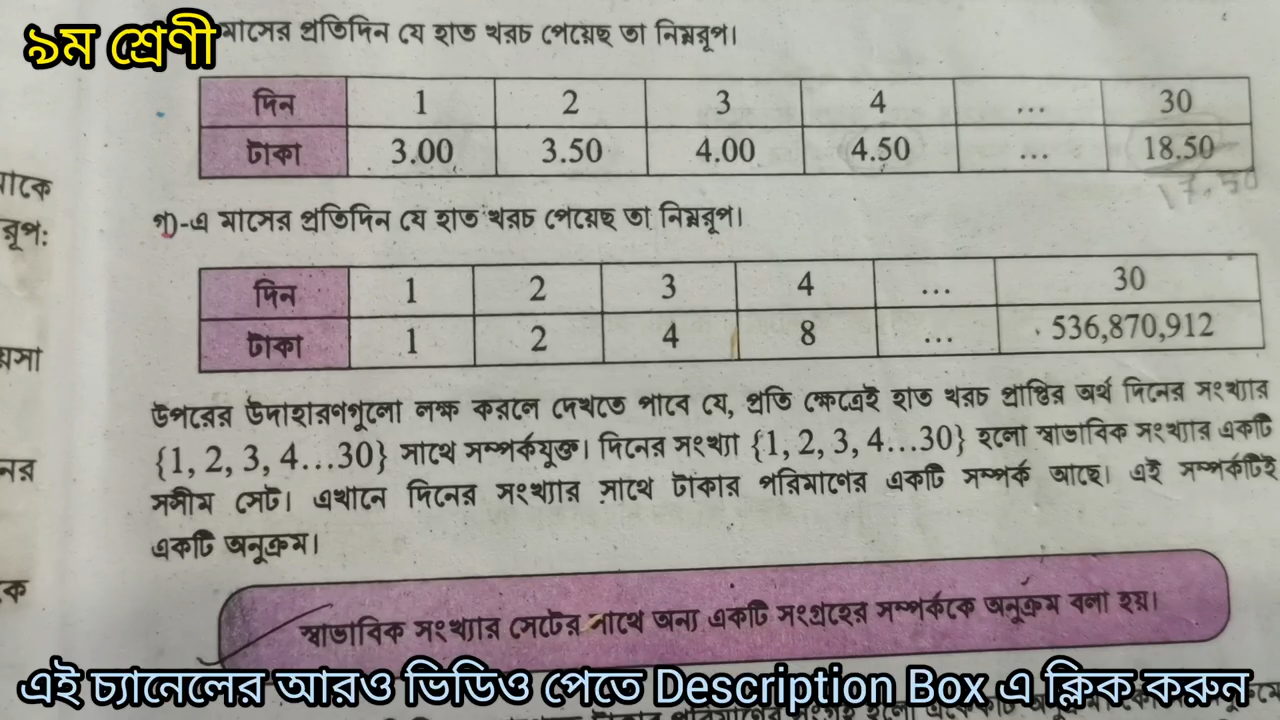 ৯ম শ্রেণী
মাসের প্রতিদিন যে হাত খরচ পেয়েছ তা নিম্নরূপ।
দিন 1 2 3 4 ... 30
টাকা 3.00 3.50 4.00 4.50 ... 18.50
17.50
গ)-এ মাসের প্রতিদিন যে হাত খরচ পেয়েছ তা নিম্নরূপ।
রূপ:
দিন 1 2 3 4 ... 30
টাকা 1 2 4 8 ... 536,870,912
উপরের উদাহারণগুলো লক্ষ করলে দেখতে পাবে যে, প্রতি ক্ষেত্রেই হাত খরচ প্রাপ্তির অর্থ দিনের সংখ্যার
{1, 2, 3, 4...30} সাথে সম্পর্কযুক্ত। দিনের সংখ্যা {1, 2, 3, 4...30} হলো স্বাভাবিক সংখ্যার একটি
সসীম সেট। এখানে দিনের সংখ্যার সাথে টাকার পরিমাণের একটি সম্পর্ক আছে। এই সম্পর্কটিই
একটি অনুক্রম।
স্বাভাবিক সংখ্যার সেটের সাথে অন্য একটি সংগ্রহের সম্পর্ককে অনুক্রম বলা হয়।
এই চ্যানেলের আরও ভিডিও পেতে Description Box এ ক্লিক করুন